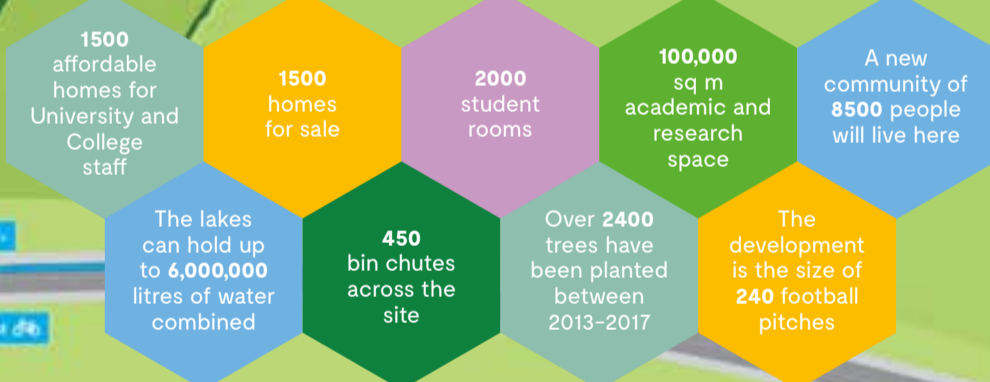 1500
affordable
homes for
University and
College
staff
1500
homes
for sale
2000
student
rooms
100,000
sq m
academic and
research
space
A new
community of
8500 people
will live here
The lakes
can hold up
to 6,000,000
litres of water
combined
450
bin chutes
across the
site
Over 2400
trees have
been planted
between
2013–2017
The
development
is the size of
240 football
pitches